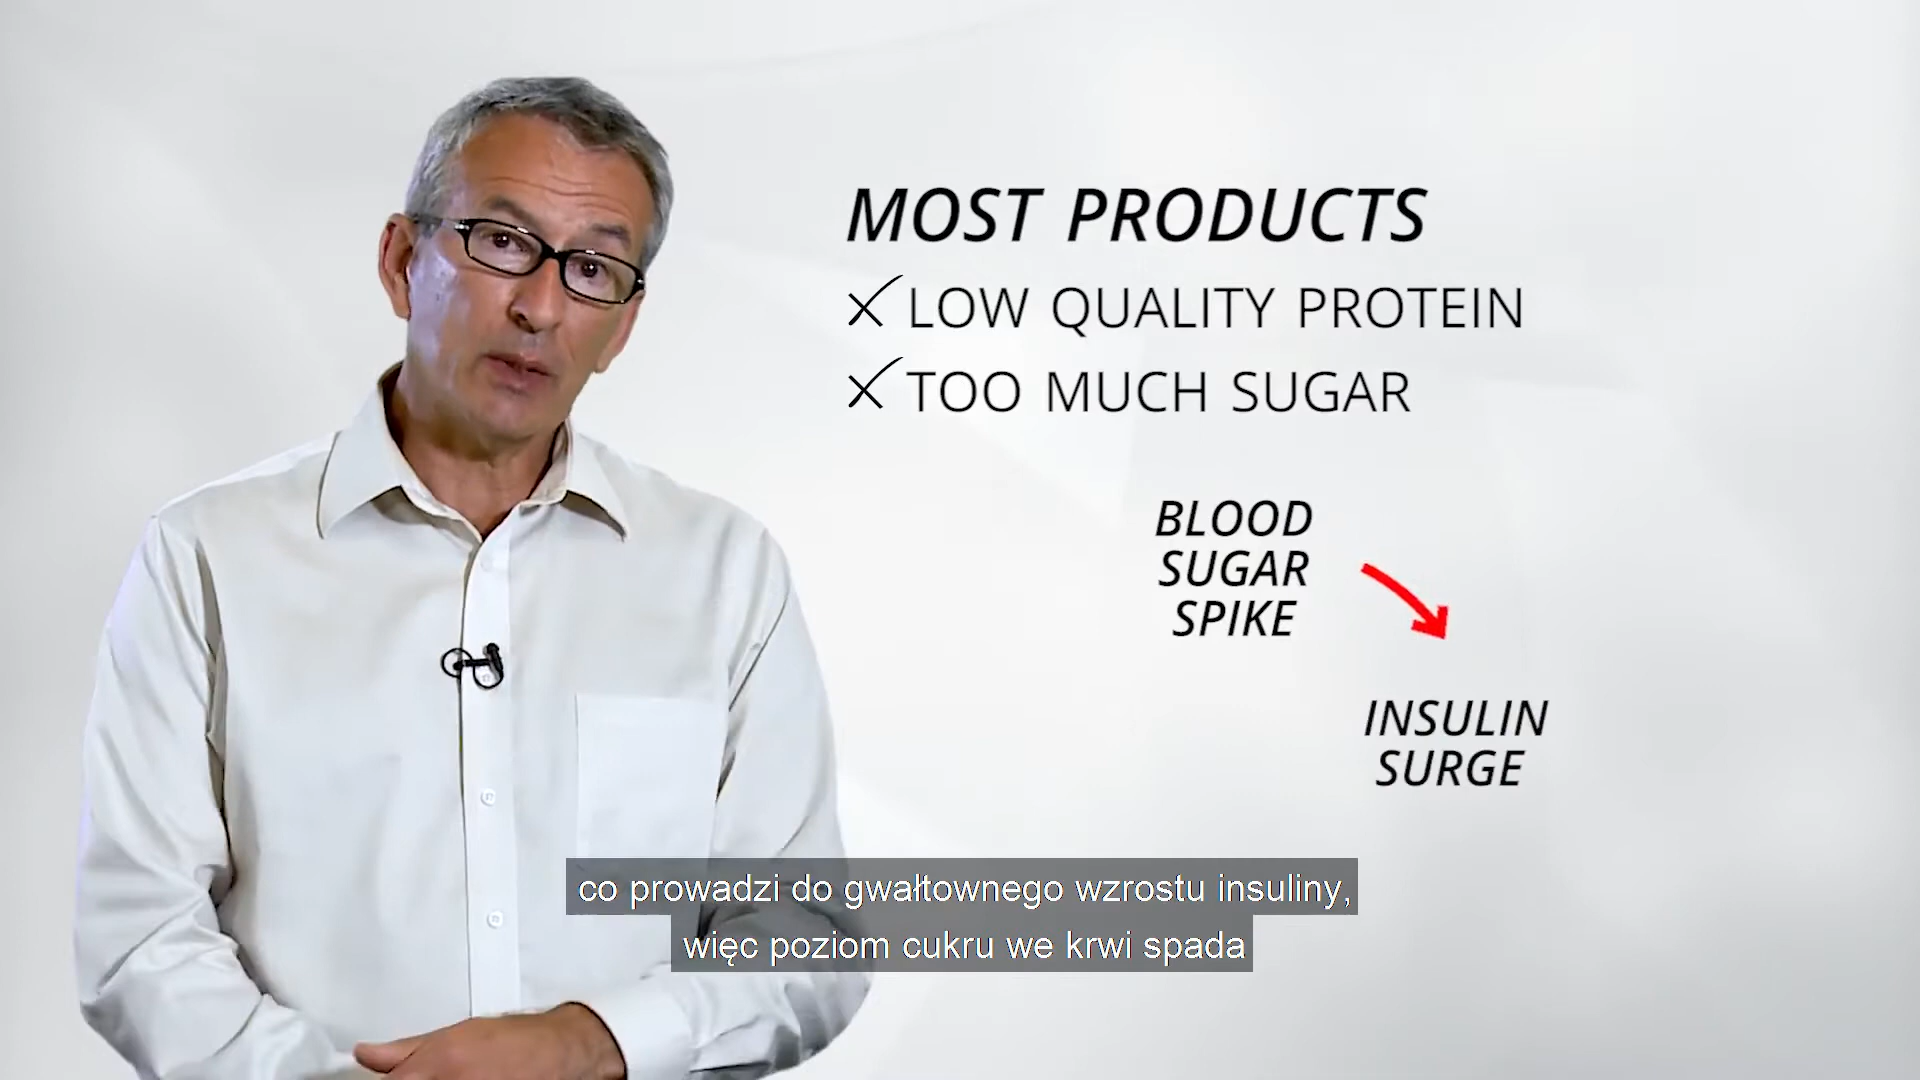 MOST PRODUCTS
LOW QUALITY PROTEIN
TOO MUCH SUGAR
BLOOD
SUGAR
SPIKE
INSULIN
SURGE
co prowadzi do gwałtownego wzrostu insuliny,
więc poziom cukru we krwi spada